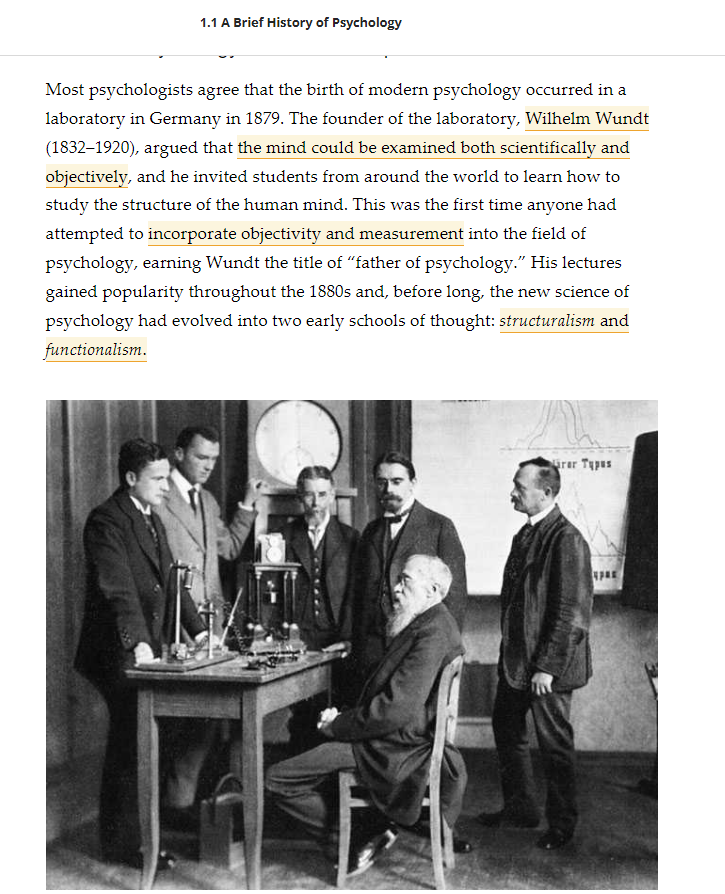 1.1 A Brief History of Psychology
Most psychologists agree that the birth of modern psychology occurred in a
laboratory in Germany in 1879. The founder of the laboratory, Wilhelm Wundt
(1832–1920), argued that the mind could be examined both scientifically and
objectively, and he invited students from around the world to learn how to
study the structure of the human mind. This was the first time anyone had
attempted to incorporate objectivity and measurement into the field of
psychology, earning Wundt the title of “father of psychology.” His lectures
gained popularity throughout the 1880s and, before long, the new science of
psychology had evolved into two early schools of thought: structuralism and
functionalism.
Typus